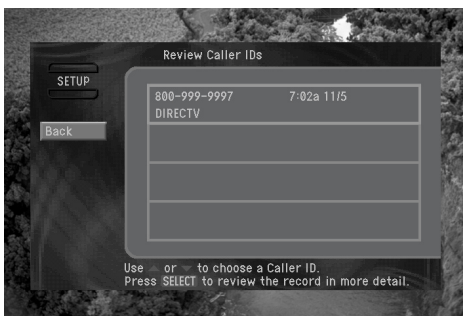 Review Caller IDs
SETUP
800-999-9997 7:02a 11/5
DIRECTV
Back
Use or to choose a Caller ID.
Press SELECT to review the record in more detail.